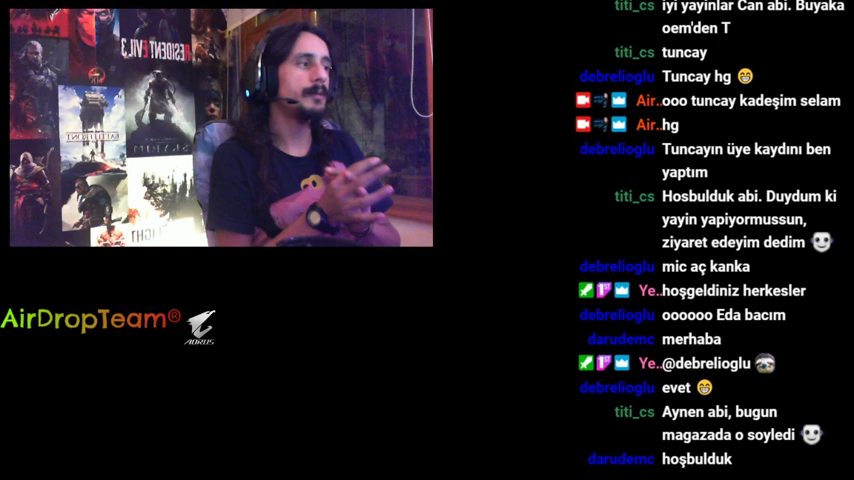 RESIDENT EVIL 3
BATTLEFRONT
SKYRIM
LIGHT
AirDropTeam®
AORUS
iyi yayinlar Can abi. Buyaka
oem'den T
titi_cs
titi_cs tuncay
debrelioglu Tuncay hg
Air.. ooo tuncay kadeşim selam
Air.. hg
debrelioglu Tuncayın üye kaydını ben
yaptım
titi_cs Hosbulduk abi. Duydum ki
yayin yapiyormussun,
ziyaret edeyim dedim
debrelioglu mic aç kanka
Ye.. hoşgeldiniz herkesler
debrelioglu oooooo Eda bacım
darudemc merhaba
Ye.. @debrelioglu
debrelioglu evet
titi_cs Aynen abi, bugun
magazada o soyledi
darudemc hoşbulduk